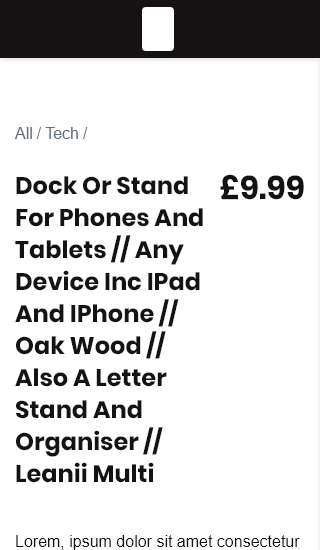 All / Tech /
Dock Or Stand
£9.99
For Phones And
Tablets // Any
Device Inc IPad
And IPhone //
Oak Wood //
Also A Letter
Stand And
Organiser //
Leanii Multi
Lorem, ipsum dolor sit amet consectetur